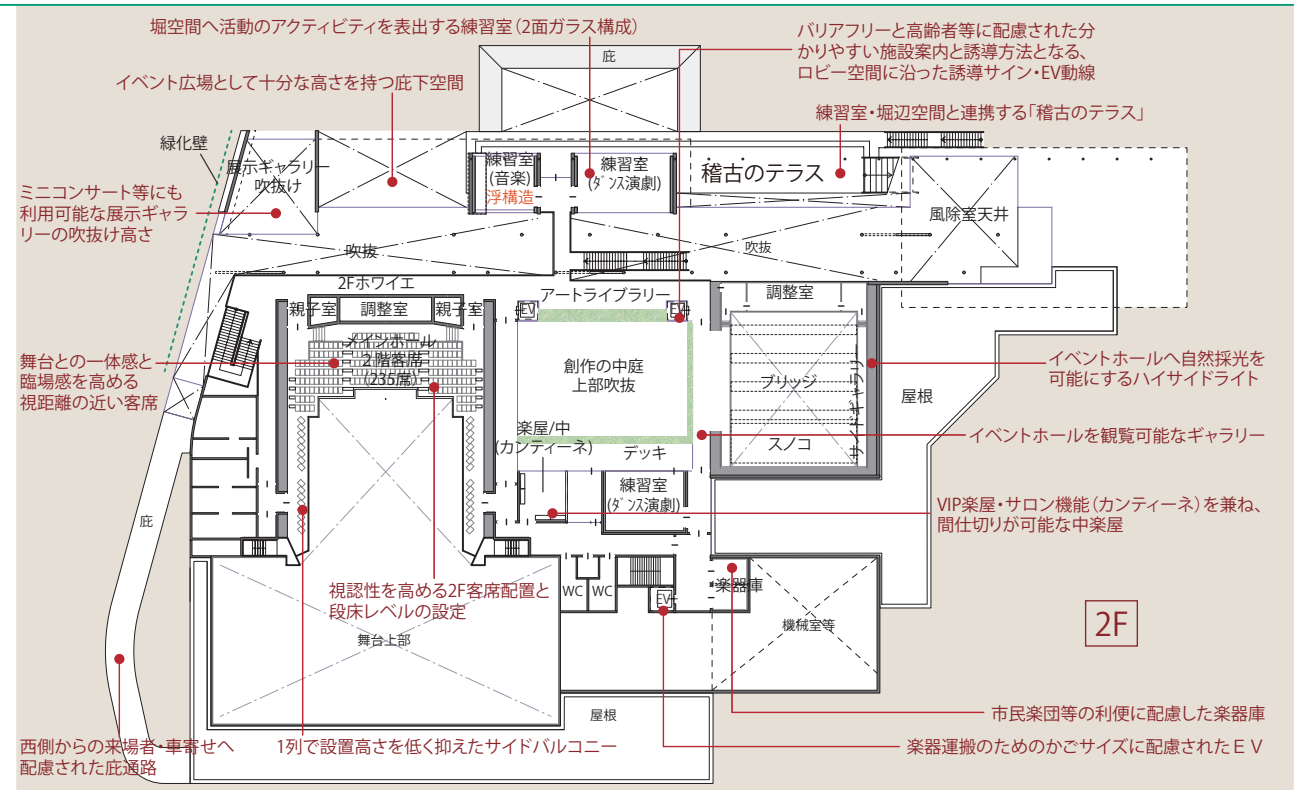 堀空間へ活動のアクティビティを表出する練習室（2面ガラス構成）
バリアフリーと高齢者等に配慮された分
かりやすい施設案内と誘導方法となる、
ロビー空間に沿った誘導サイン・EV動線
イベント広場として十分な高さを持つ庇下空間
練習室・堀辺空間と連携する「稽古のテラス」
庇
緑化壁
展示ギャラリー
吹抜け
練習室
(音楽)
浮構造
練習室
(ダンス演劇)
稽古のテラス
ミニコンサート等にも
利用可能な展示ギャラ
リーの吹抜け高さ
風除室天井
吹抜
吹抜
2Fホワイエ
アートライブラリー
調整室
親子室
調整室
親子室
EV
EV
メインホール
2階客席
(235席)
舞台との一体感と
臨場感を高める
視距離の近い客席
創作の中庭
上部吹抜
ブリッジ
サイドギャラリー
イベントホールへ自然採光を
可能にするハイサイドライト
屋根
楽屋/中
(カンティーネ)
デッキ
スノコ
イベントホールを観覧可能なギャラリー
練習室
(ダンス演劇)
VIP楽屋・サロン機能（カンティーネ）を兼ね、
間仕切りが可能な中楽屋
庇
視認性を高める2F客席配置と
段床レベルの設定
WC
WC
EV
楽器庫
機械室等
2F
舞台上部
屋根
市民楽団等の利便に配慮した楽器庫
西側からの来場者・車寄せへ
配慮された庇通路
1列で設置高さを低く抑えたサイドバルコニー
楽器運搬のためのかごサイズに配慮されたＥＶ